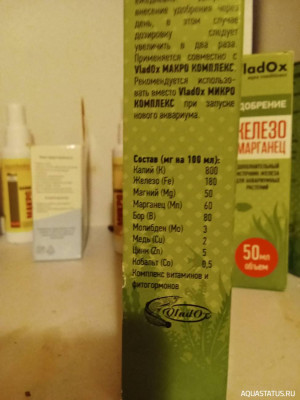 внесение удобрения через
день, в этом случае
дозировку следует
увеличить в два раза.
Применяется совместно с
VladOx МАКРО КОМПЛЕКС.
Рекомендуется использо-
вать вместо VladOx МИКРО
КОМПЛЕКС при запуске
нового аквариума.
Состав (мг на 100 мл):
Калий (К) 800
Железо (Fe) 180
Магний (Mg) 50
Марганец (Mn) 60
Бор (B) 80
Молибден (Mo) 3
Медь (Cu) 2
Цинк (Zn) 5
Кобальт (Co) 0,5
Комплекс витаминов и
фитогормонов
VladOx
VladOx
УДОБРЕНИЕ
ЖЕЛЕЗО
МАРГАНЕЦ
50мл
объем
AQUASTATUS.RU